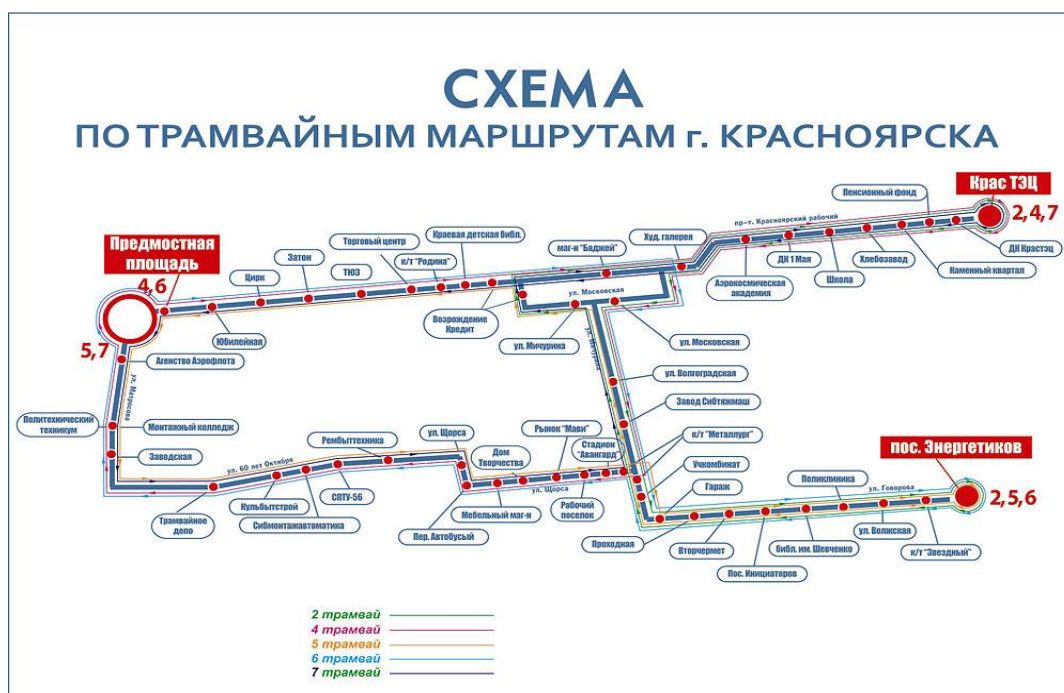 СХЕМА
ПО ТРАМВАЙНЫМ МАРШРУТАМ г. КРАСНОЯРСКА
Крас ТЭЦ
2,4,7
Пенсионный фонд
пр-т. Красноярский рабочий
ДК Крастэц
Каменный квартал
Хлебозавод
Школа
ДК 1 Мая
Аэрокосмическая
академия
Худ. галерея
маг-н "Баджей"
Краевая детская библ.
к/т "Родина"
Торговый центр
ТЮЗ
Затон
Цирк
Предмостная
площадь
4,6
5,7
Юбилейная
Возрождение
Кредит
ул. Московская
ул. Мичурина
ул. Московская
ул. Мичурина
ул. Волгоградская
Завод Сибтяжмаш
к/т "Металлург"
Учкомбинат
Гараж
Агенство Аэрофлота
ул. Матросова
Политехнический
техникум
Монтажный колледж
Заводская
ул. 60 лет Октября
Трамвайное
депо
Кульбытстрой
Сибмонтажавтоматика
СПТУ-56
Рембыттехника
ул. Щорса
Пер. Автобусый
Дом
Творчества
Мебельный маг-н
ул. Щорса
Рынок "Мави"
Рабочий
поселок
Стадион
"Авангард"
Проходная
Вторчермет
Пос. Инициаторов
библ. им. Шевченко
Поликлиника
ул. Говорова
ул. Волжская
к/т "Звездный"
пос. Энергетиков
2,5,6
2 трамвай
4 трамвай
5 трамвай
6 трамвай
7 трамвай